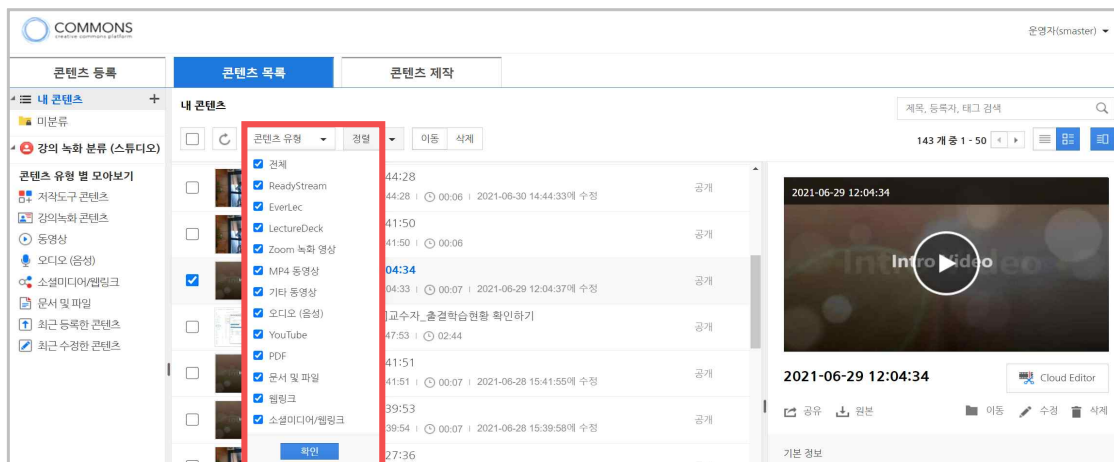 COMMONS
creative commons platform
운영자(smaster)
콘텐츠 등록
콘텐츠 목록
콘텐츠 제작
내 콘텐츠 +
미분류
강의 녹화 분류 (스튜디오)
콘텐츠 유형 별 모아보기
저작도구 콘텐츠
강의녹화 콘텐츠
동영상
오디오 (음성)
소셜미디어/웹링크
문서 및 파일
최근 등록한 콘텐츠
최근 수정한 콘텐츠
내 콘텐츠
제목, 등록자, 태그 검색
콘텐츠 유형
정렬
이동
삭제
143 개 중 1 - 50
전체
ReadyStream
EverLec
LectureDeck
Zoom 녹화 영상
MP4 동영상
기타 동영상
오디오 (음성)
YouTube
PDF
문서 및 파일
웹링크
소셜미디어/웹링크
확인
44:28
44:28 | 00:06 | 2021-06-30 14:44:33에 수정
공개
41:50
41:50 | 00:06
공개
04:34
04:33 | 00:07 | 2021-06-29 12:04:37에 수정
공개
]교수자_출결학습현황 확인하기
47:53 | 02:44
공개
41:51
41:51 | 00:07 | 2021-06-28 15:41:55에 수정
공개
39:53
39:54 | 00:07 | 2021-06-28 15:39:58에 수정
공개
27:36
2021-06-29 12:04:34
Intro Video
2021-06-29 12:04:34
Cloud Editor
공유
원본
이동
수정
삭제
기본 정보